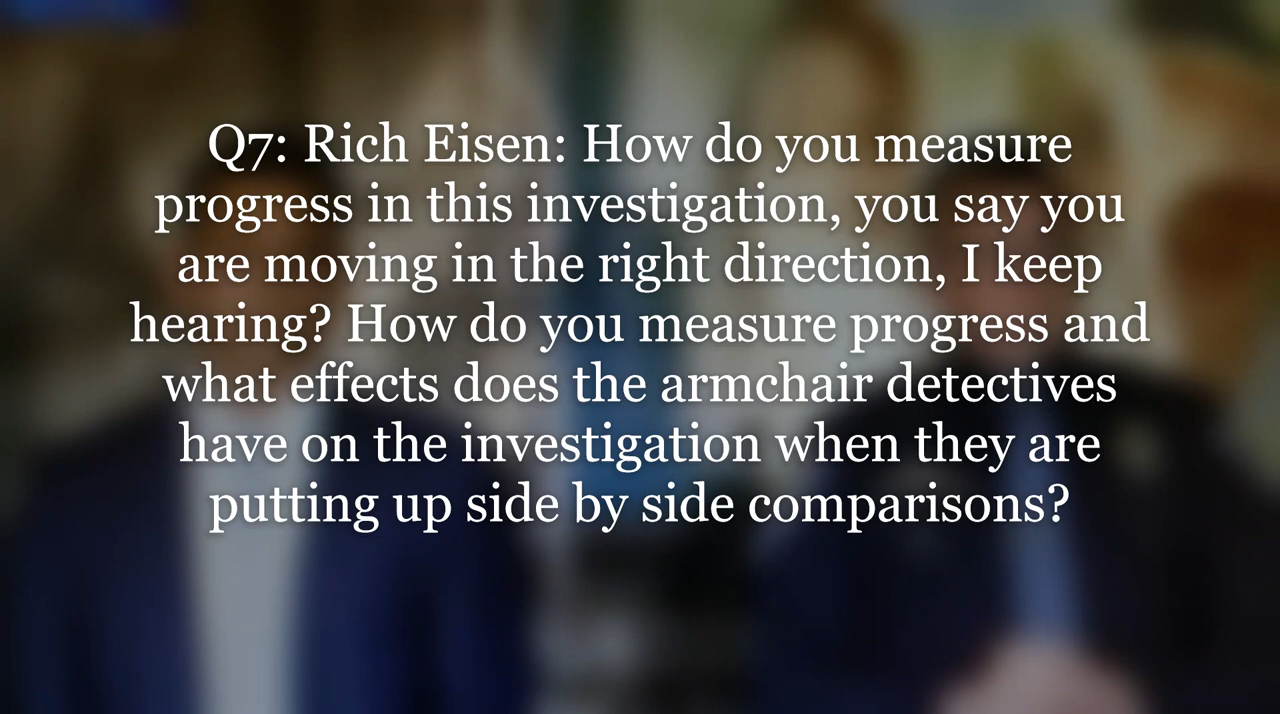 Q7: Rich Eisen: How do you measure
progress in this investigation, you say you
are moving in the right direction, I keep
hearing? How do you measure progress and
what effects does the armchair detectives
have on the investigation when they are
putting up side by side comparisons?